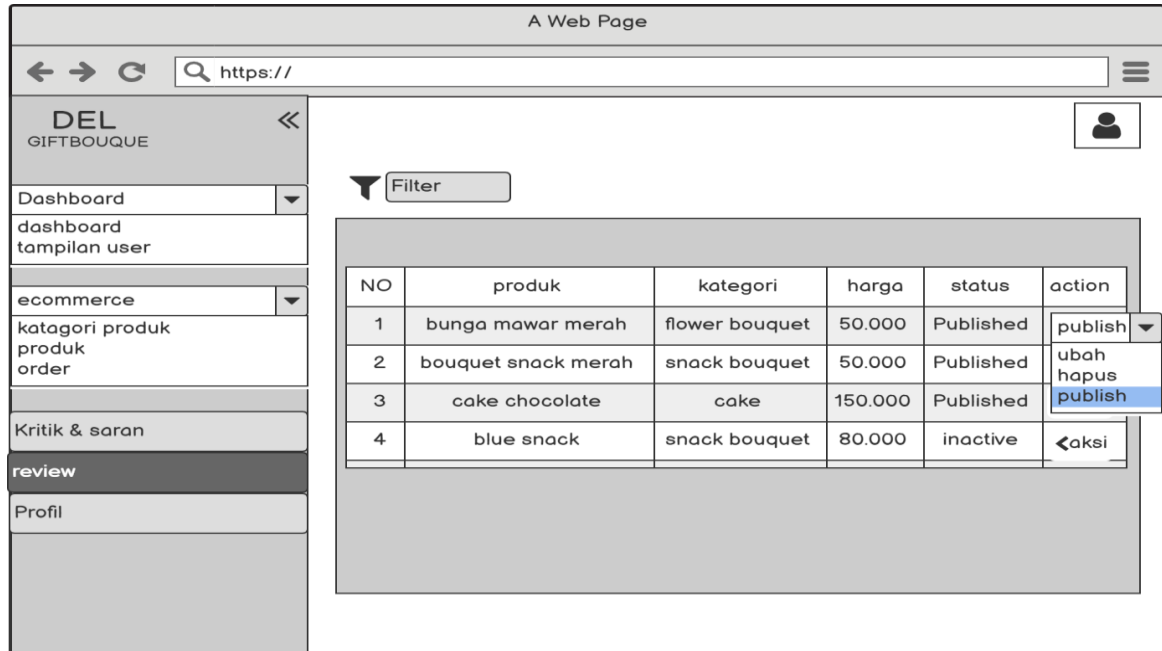 A Web Page
https://
DEL
GIFTBOUQUE
Dashboard
dashboard
tampilan user
ecommerce
katagori produk
produk
order
Kritik & saran
review
Profil
Filter
NO produk kategori harga status action
1 bunga mawar merah flower bouquet 50.000 Published publish
2 bouquet snack merah snack bouquet 50.000 Published
ubah
hapus
publish
3 cake chocolate cake 150.000 Published
4 blue snack snack bouquet 80.000 inactive aksi